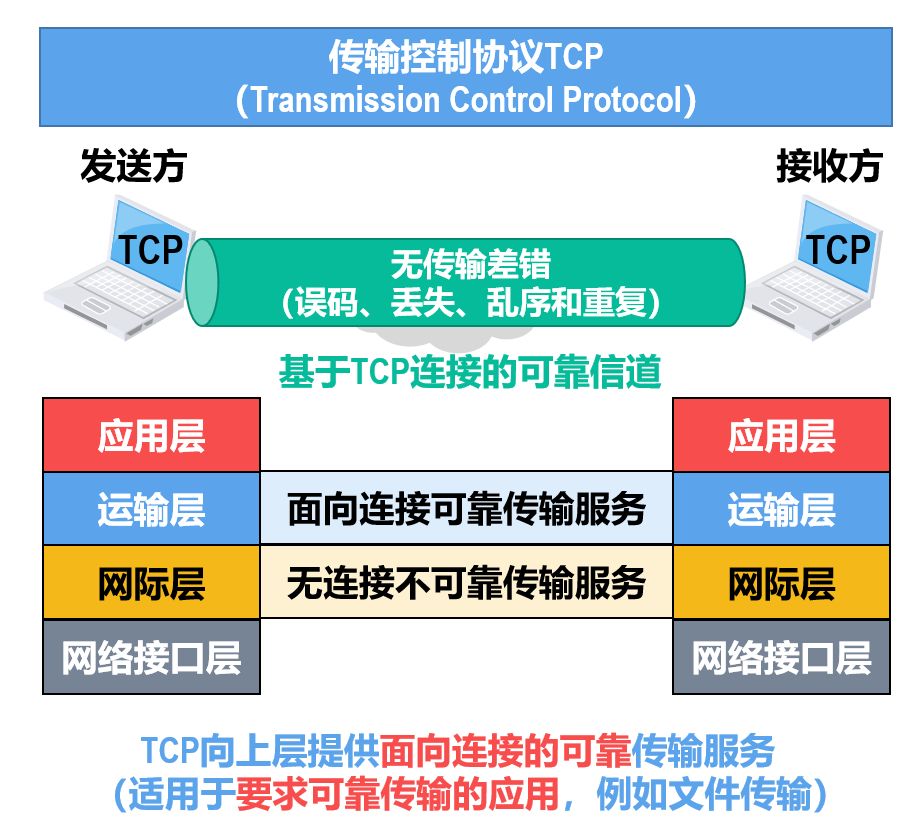 传输控制协议TCP
（Transmission Control Protocol）
发送方
接收方
TCP
TCP
无传输差错
（误码、丢失、乱序和重复）
基于TCP连接的可靠信道
应用层
应用层
运输层
面向连接可靠传输服务
运输层
网际层
无连接不可靠传输服务
网际层
网络接口层
网络接口层
TCP向上层提供面向连接的可靠传输服务
（适用于要求可靠传输的应用，例如文件传输）